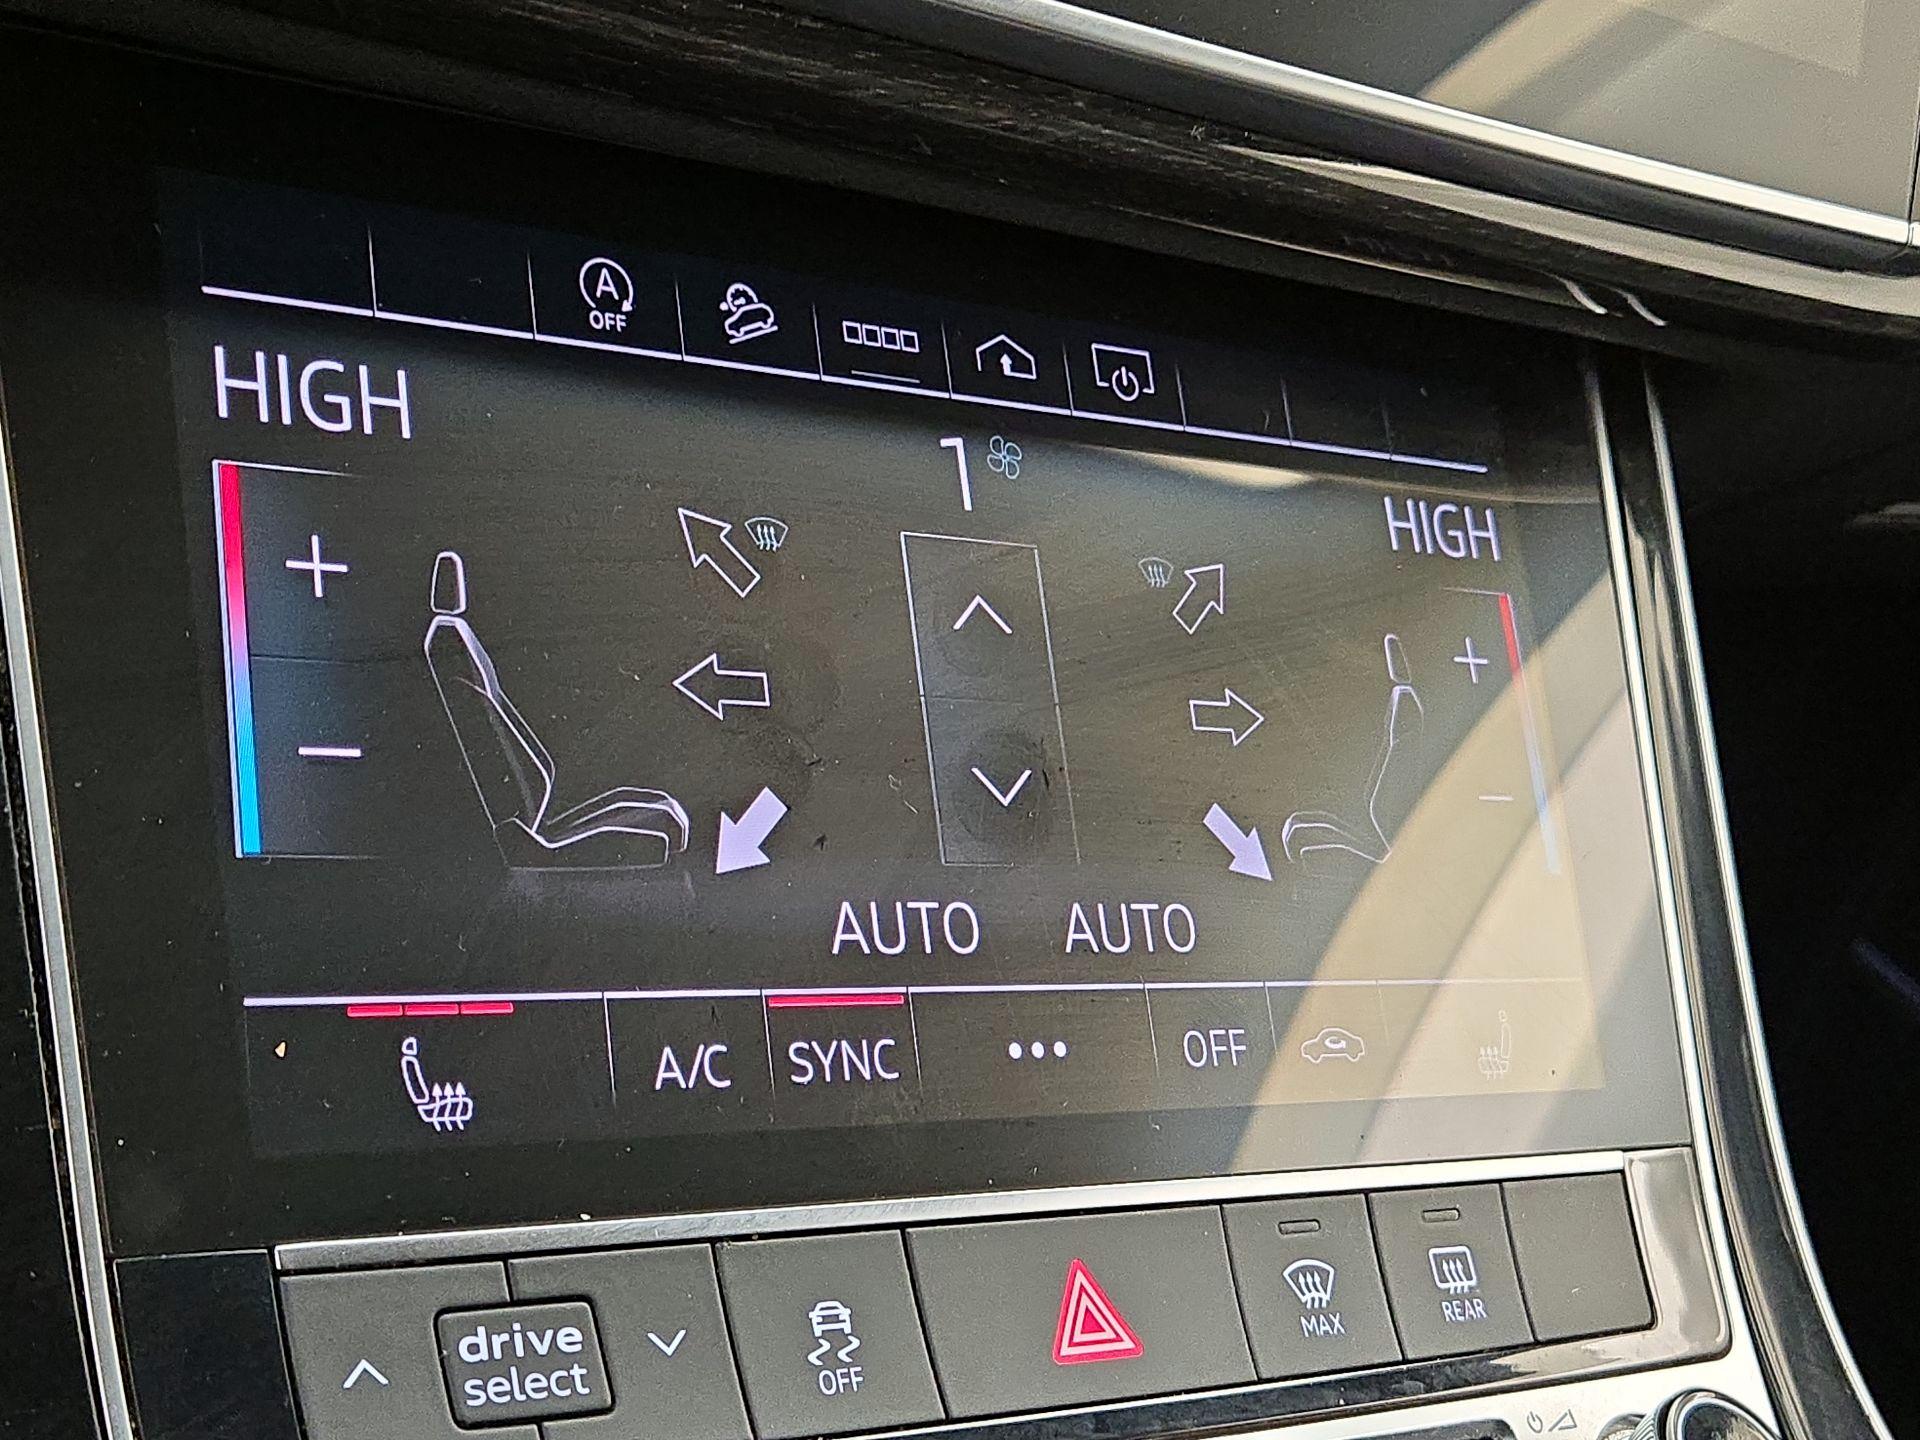 A
OFF
HIGH
1
HIGH
+
+
−
−
AUTO AUTO
A/C SYNC ••• OFF
drive
select
OFF
MAX
REAR